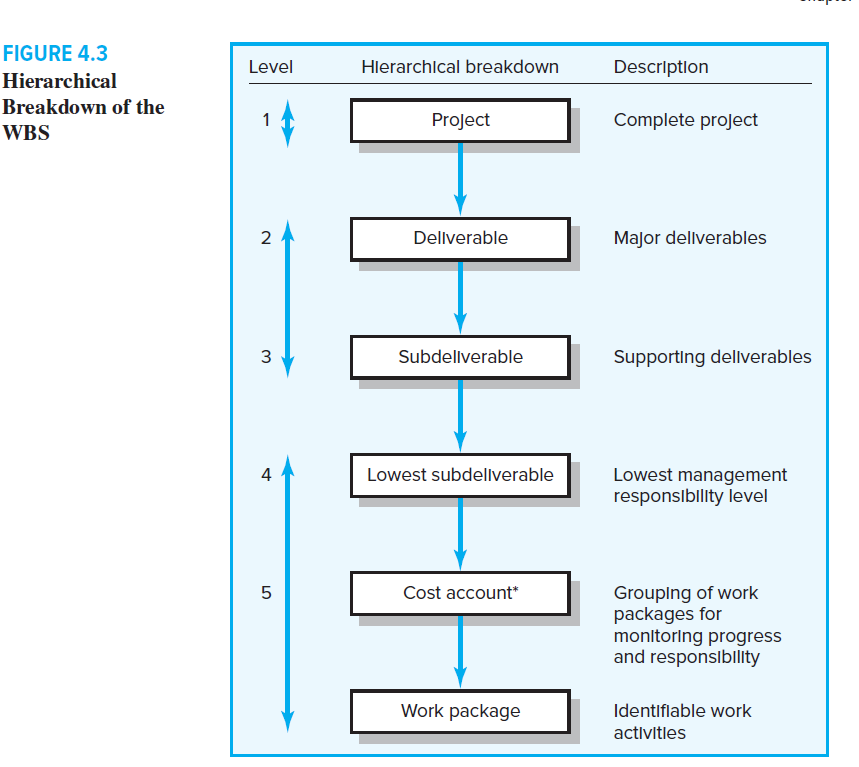 FIGURE 4.3
Hierarchical
Breakdown of the
WBS
Level Hierarchical breakdown Description
1 Project Complete project
2 Deliverable Major deliverables
3 Subdeliverable Supporting deliverables
4 Lowest subdeliverable Lowest management
responsibility level
5 Cost account* Grouping of work
packages for
monitoring progress
and responsibility
Work package Identifiable work
activities